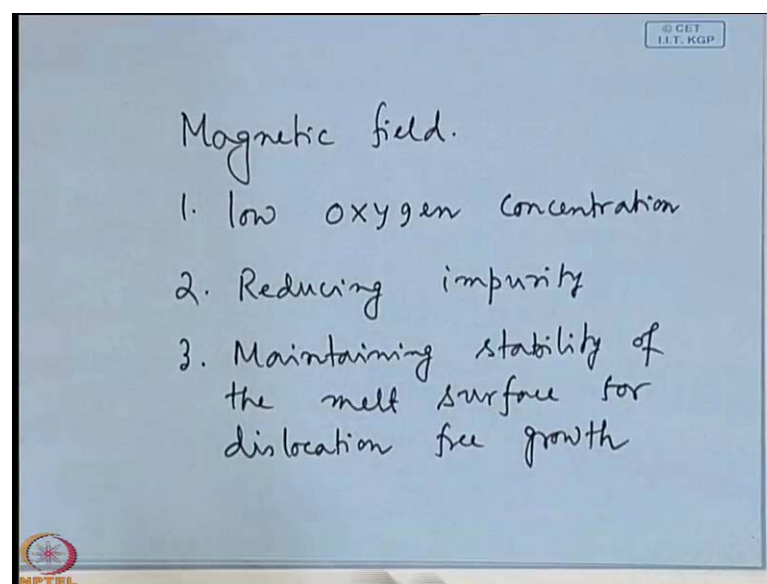 © CET
I.I.T. KGP
Magnetic field.
1. low oxygen concentration
2. Reducing impurity
3. Maintaining stability of
the melt surface for
dislocation free growth
NPTEL